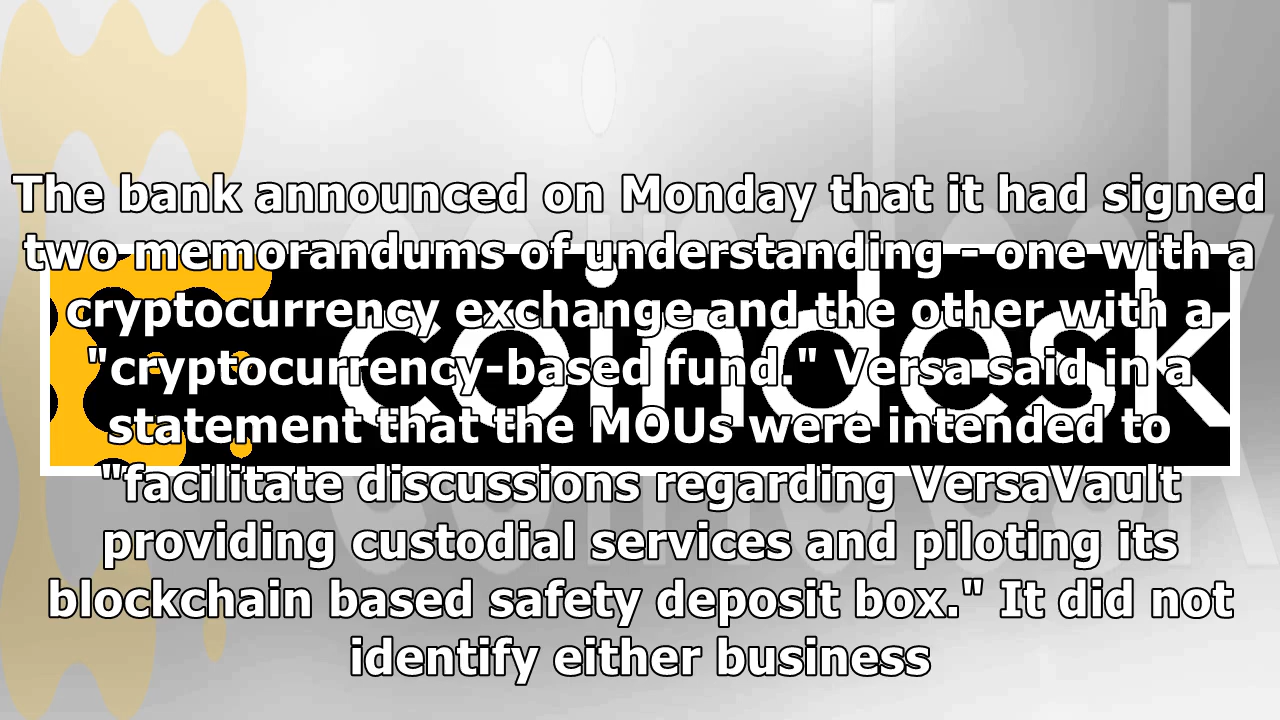 The bank announced on Monday that it had signed
two memorandums of understanding - one with a
cryptocurrency exchange and the other with a
"cryptocurrency-based fund." Versa said in a
statement that the MOUs were intended to
"facilitate discussions regarding VersaVault
providing custodial services and piloting its
blockchain based safety deposit box." It did not
identify either business
coindesk